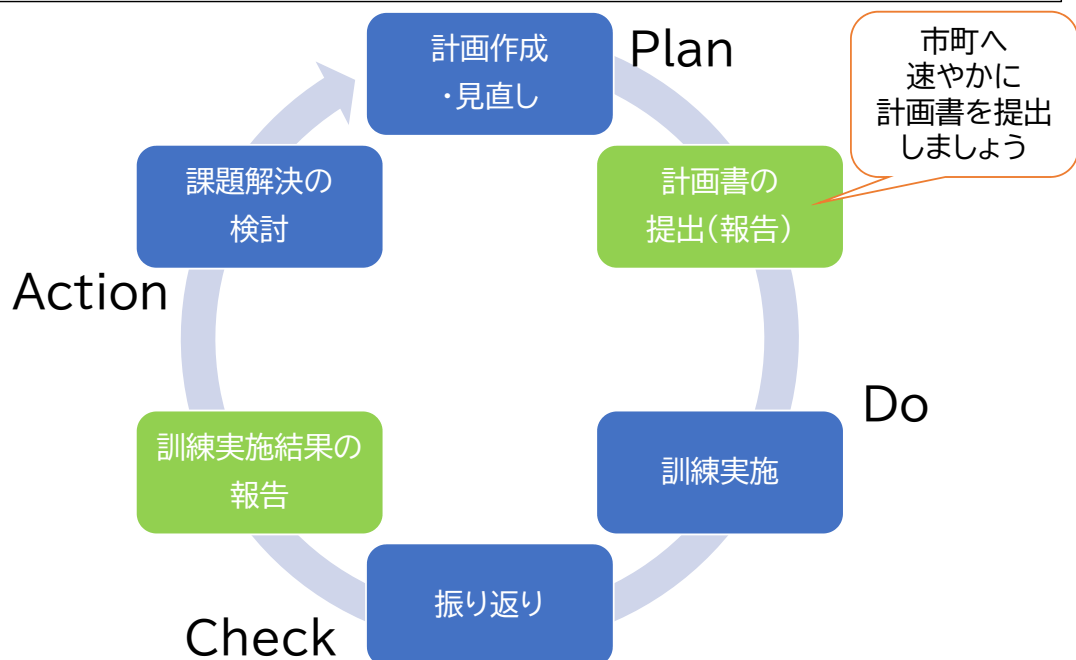 計画作成
・見直し
Plan
市町へ
速やかに
計画書を提出
しましょう
計画書の
提出(報告)
Do
訓練実施
振り返り
Check
訓練実施結果の
報告
Action
課題解決の
検討